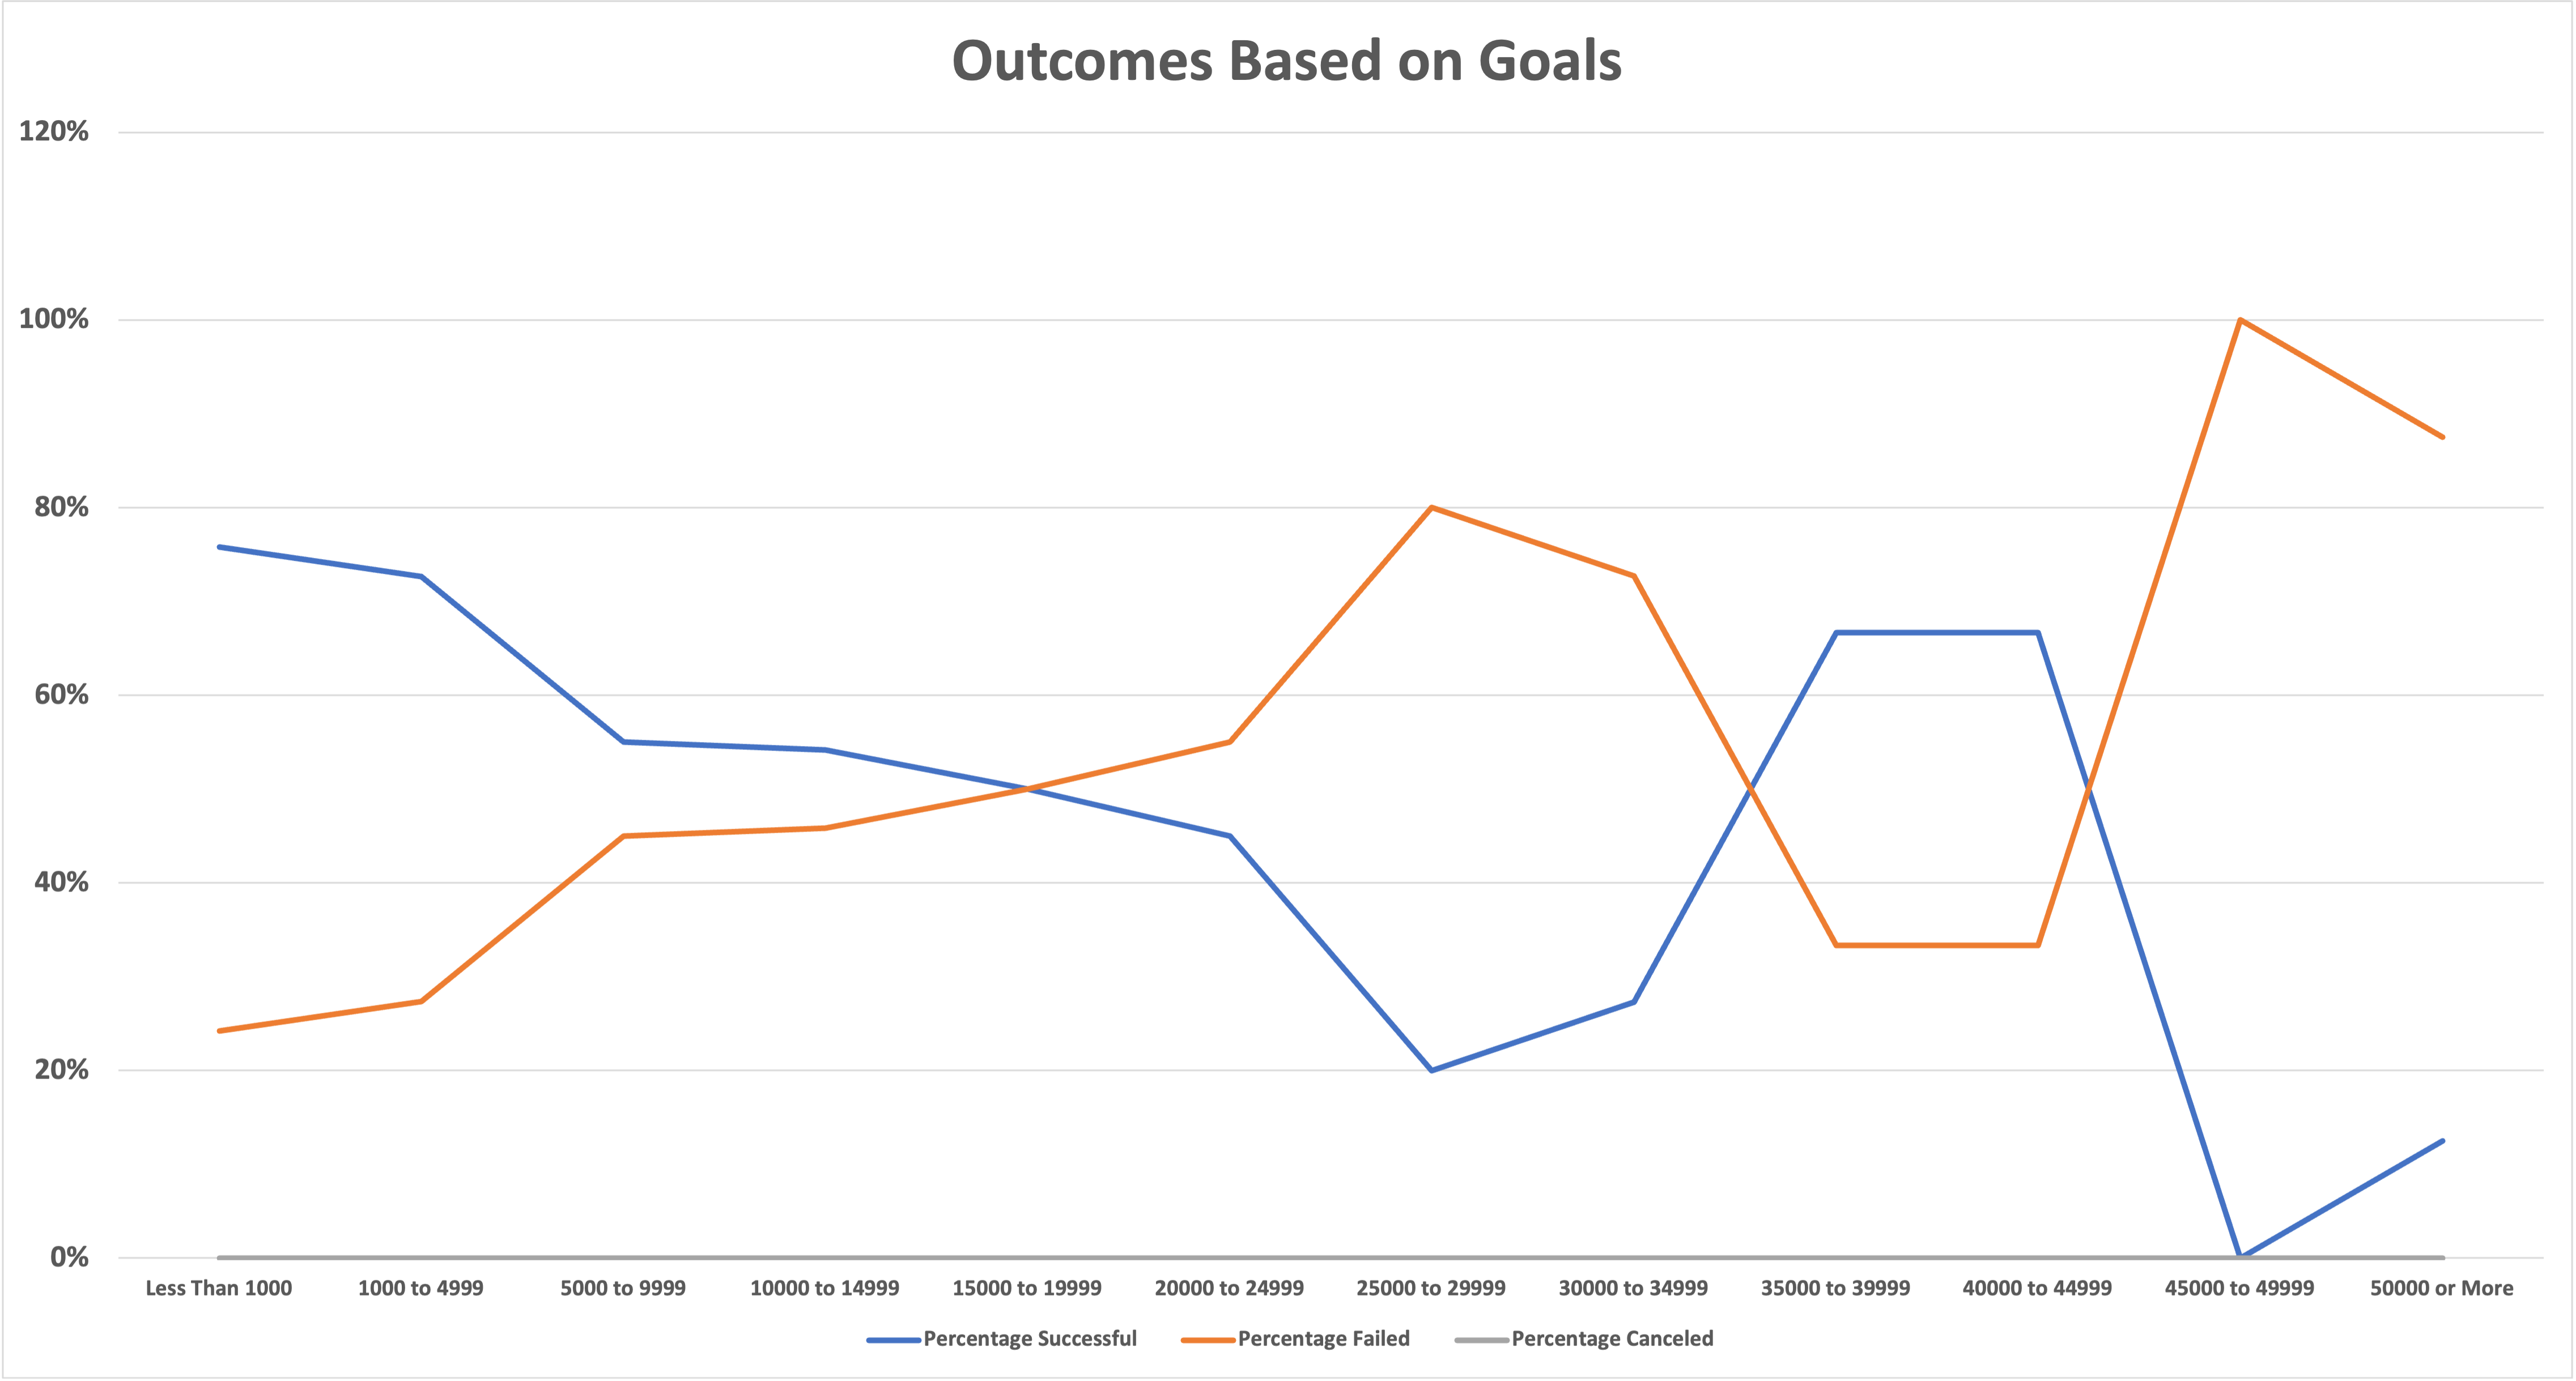 Outcomes Based on Goals
120%
100%
80%
60%
40%
20%
0%
Less Than 1000 1000 to 4999 5000 to 9999 10000 to 14999 15000 to 19999 20000 to 24999 25000 to 29999 30000 to 34999 35000 to 39999 40000 to 44999 45000 to 49999 50000 or More
Percentage Successful Percentage Failed Percentage Canceled